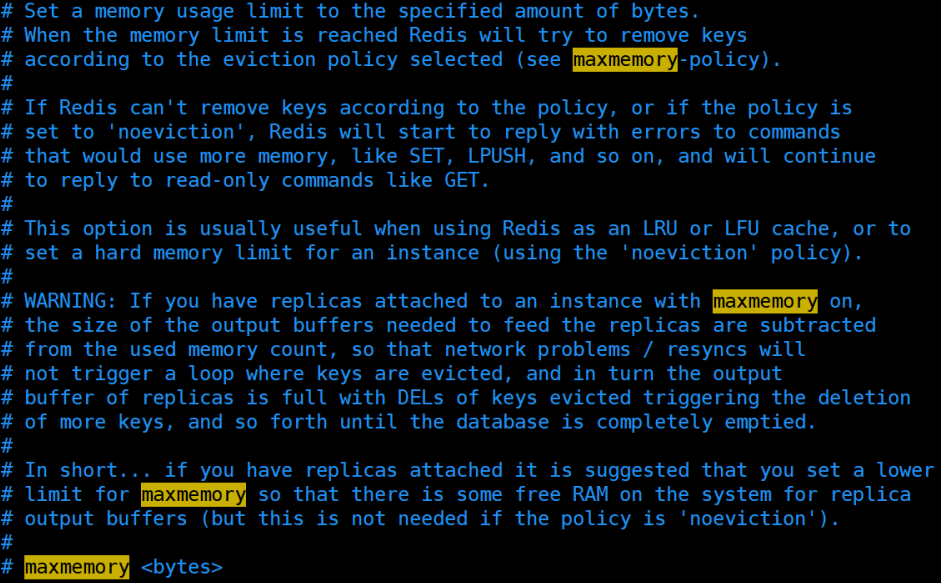 # Set a memory usage limit to the specified amount of bytes.
# When the memory limit is reached Redis will try to remove keys
# according to the eviction policy selected (see maxmemory-policy).
#
# If Redis can't remove keys according to the policy, or if the policy is
# set to 'noeviction', Redis will start to reply with errors to commands
# that would use more memory, like SET, LPUSH, and so on, and will continue
# to reply to read-only commands like GET.
#
# This option is usually useful when using Redis as an LRU or LFU cache, or to
# set a hard memory limit for an instance (using the 'noeviction' policy).
#
# WARNING: If you have replicas attached to an instance with maxmemory on,
# the size of the output buffers needed to feed the replicas are subtracted
# from the used memory count, so that network problems / resyncs will
# not trigger a loop where keys are evicted, and in turn the output
# buffer of replicas is full with DELs of keys evicted triggering the deletion
# of more keys, and so forth until the database is completely emptied.
#
# In short... if you have replicas attached it is suggested that you set a lower
# limit for maxmemory so that there is some free RAM on the system for replica
# output buffers (but this is not needed if the policy is 'noeviction').
#
# maxmemory <bytes>